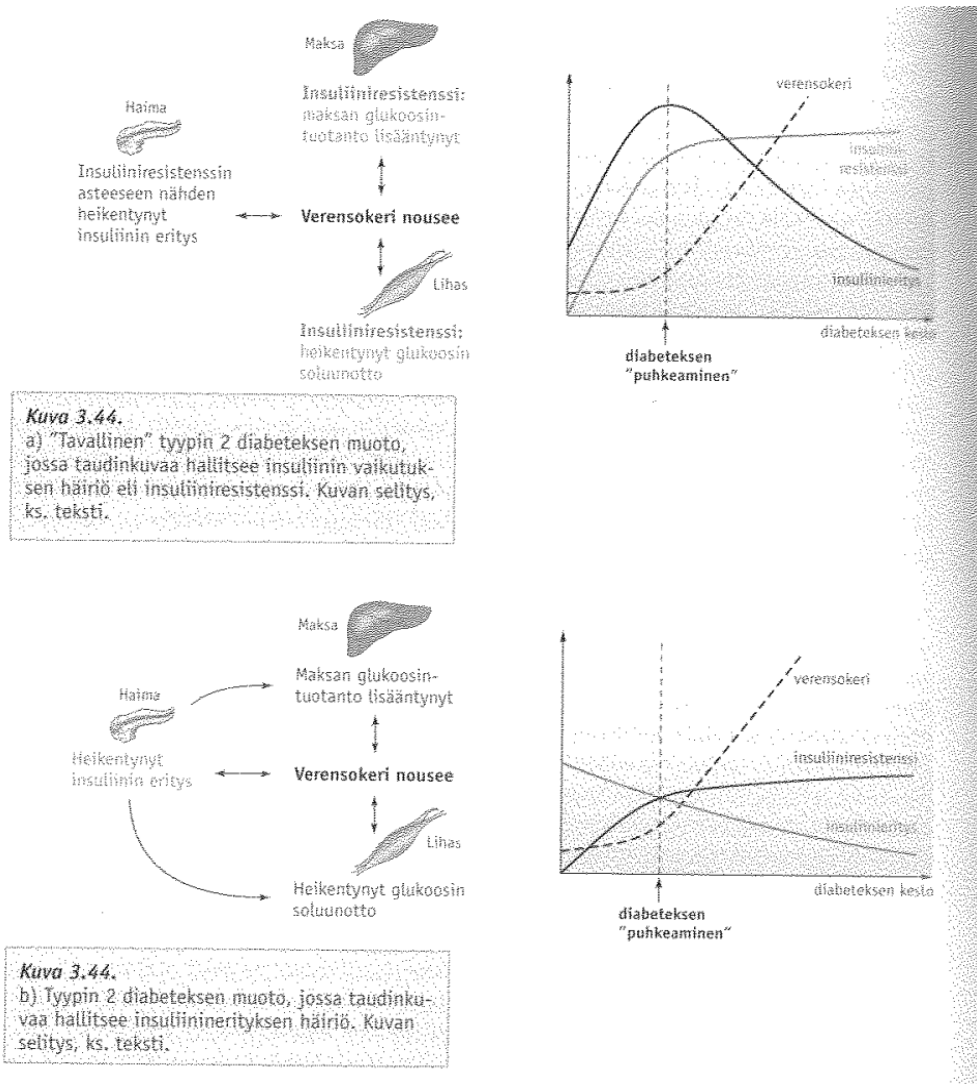 Maksa
Insuliiniresistenssi:
maksan glukoosin-
tuotanto lisääntynyt
Haima
Insuliiniresistenssin
asteeseen nähden
heikentynyt
insuliinin eritys
Verensokeri nousee
Lihas
Insuliiniresistenssi:
heikentynyt glukoosin
soluunotto
verensokeri
insuliini-
resistenssi
insuliinieritys
diabeteksen kesto
diabeteksen
"puhkeaminen"
Kuva 3.44.
a) "Tavallinen" tyypin 2 diabeteksen muoto,
jossa taudinkuvaa hallitsee insuliinin vaikutuk-
sen häiriö eli insuliiniresistenssi. Kuvan selitys,
ks. teksti.
Maksa
Maksan glukoosin-
tuotanto lisääntynyt
Haima
Heikentynyt
insuliinin eritys
Verensokeri nousee
Lihas
Heikentynyt glukoosin
soluunotto
verensokeri
insuliiniresistenssi
insuliinieritys
diabeteksen kesto
diabeteksen
"puhkeaminen"
Kuva 3.44.
b) Tyypin 2 diabeteksen muoto, jossa taudinku-
vaa hallitsee insuliininerityksen häiriö. Kuvan
selitys, ks. teksti.